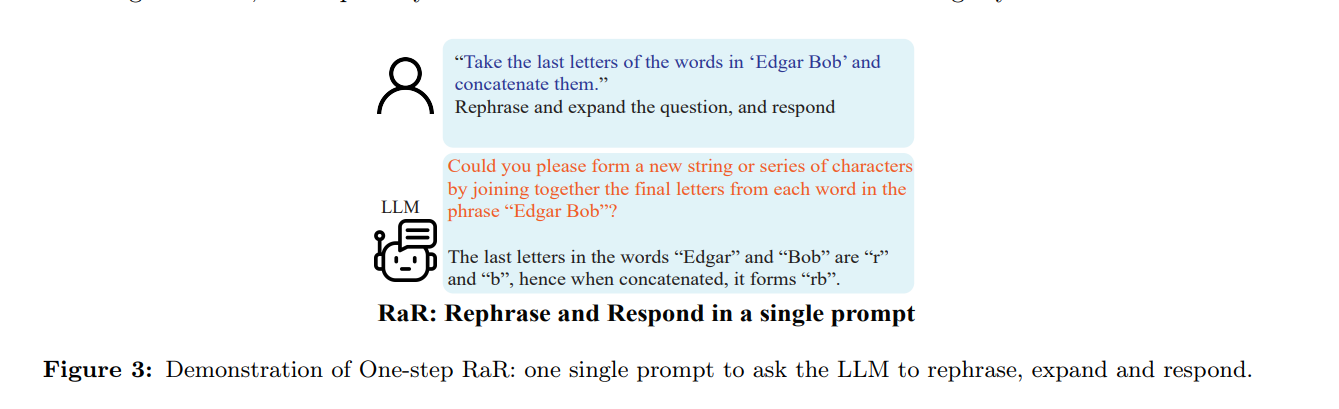 “Take the last letters of the words in ‘Edgar Bob’ and
concatenate them.”
Rephrase and expand the question, and respond
Could you please form a new string or series of characters
by joining together the final letters from each word in the
phrase “Edgar Bob”?
LLM
The last letters in the words “Edgar” and “Bob” are “r”
and “b”, hence when concatenated, it forms “rb”.
RaR: Rephrase and Respond in a single prompt
Figure 3: Demonstration of One-step RaR: one single prompt to ask the LLM to rephrase, expand and respond.